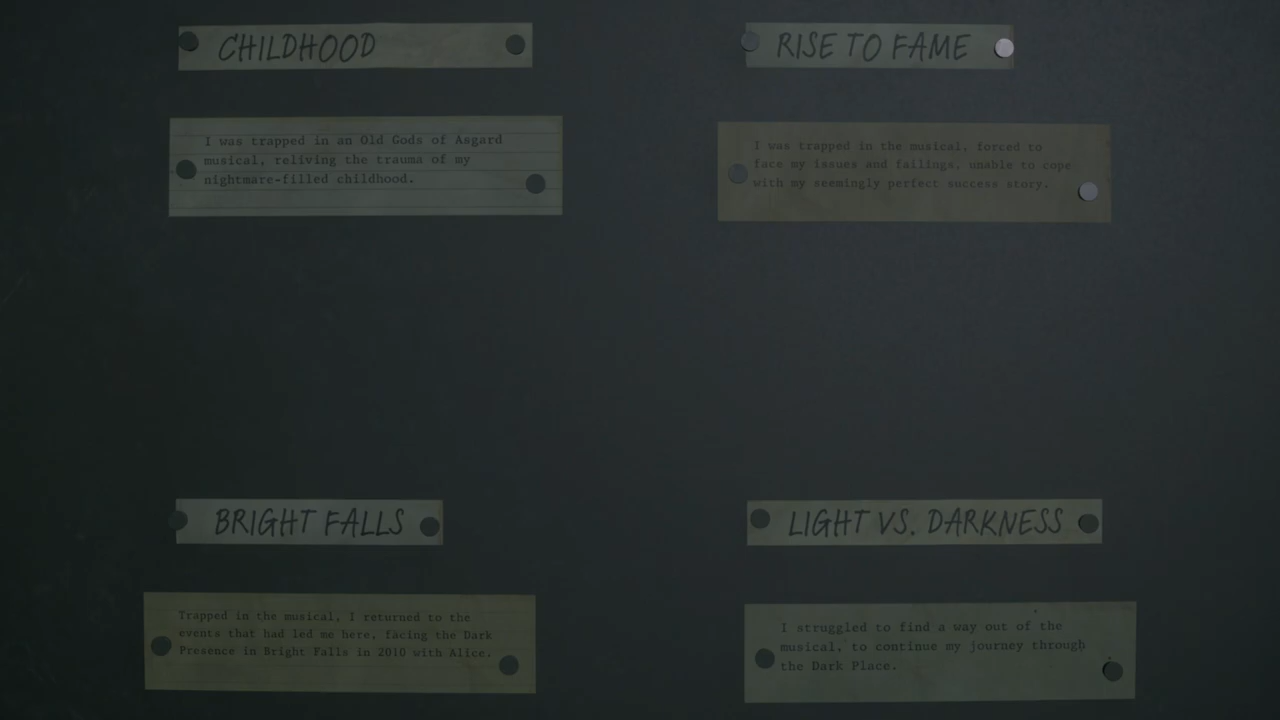 CHILDHOOD
I was trapped in an Old Gods of Asgard
musical, reliving the trauma of my
nightmare-filled childhood.
RISE TO FAME
I was trapped in the musical, forced to
face my issues and failings, unable to cope
with my seemingly perfect success story.
BRIGHT FALLS
Trapped in the musical, I returned to the
events that had led me here, facing the Dark
Presence in Bright Falls in 2010 with Alice.
LIGHT VS. DARKNESS
I struggled to find a way out of the
musical, to continue my journey through
the Dark Place.